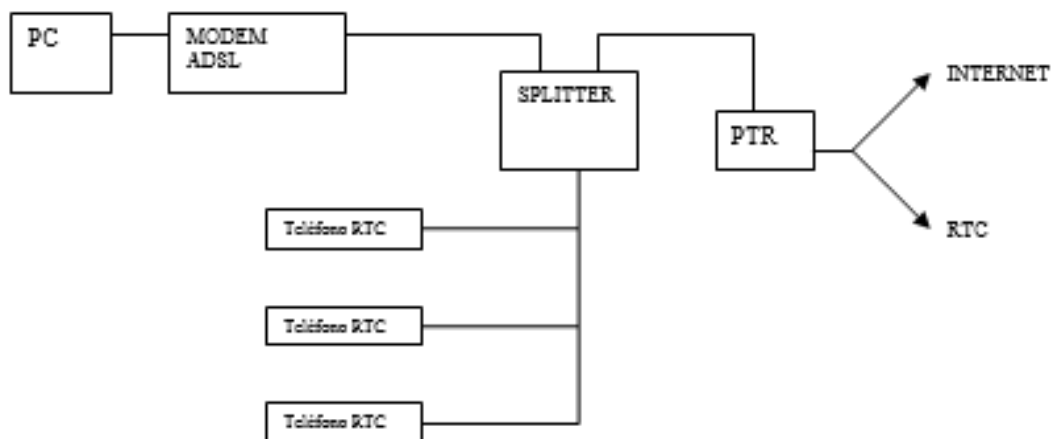 PC
MODEM
ADSL
SPLITTER
PTR
INTERNET
RTC
Teléfono RTC
Teléfono RTC
Teléfono RTC